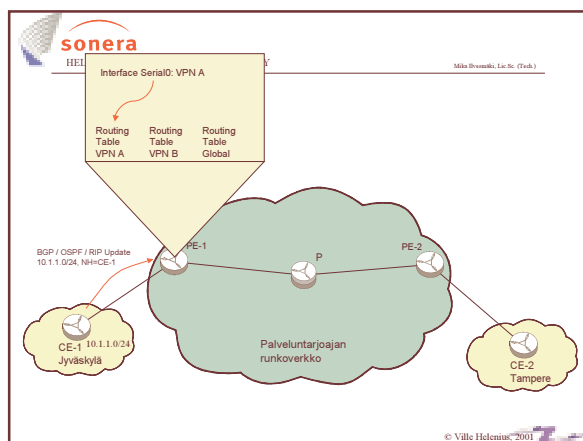 sonera
HEL
Y
Mika Ilvesmäki, Lic.Sc. (Tech.)
Interface Serial0: VPN A
Routing Table VPN A
Routing Table VPN B
Routing Table Global
BGP / OSPF / RIP Update
10.1.1.0/24, NH=CE-1
PE-1
P
PE-2
CE-1
10.1.1.0/24
Jyväskylä
Palveluntarjoajan
runkoverkko
CE-2
Tampere
© Ville Helenius, 2001